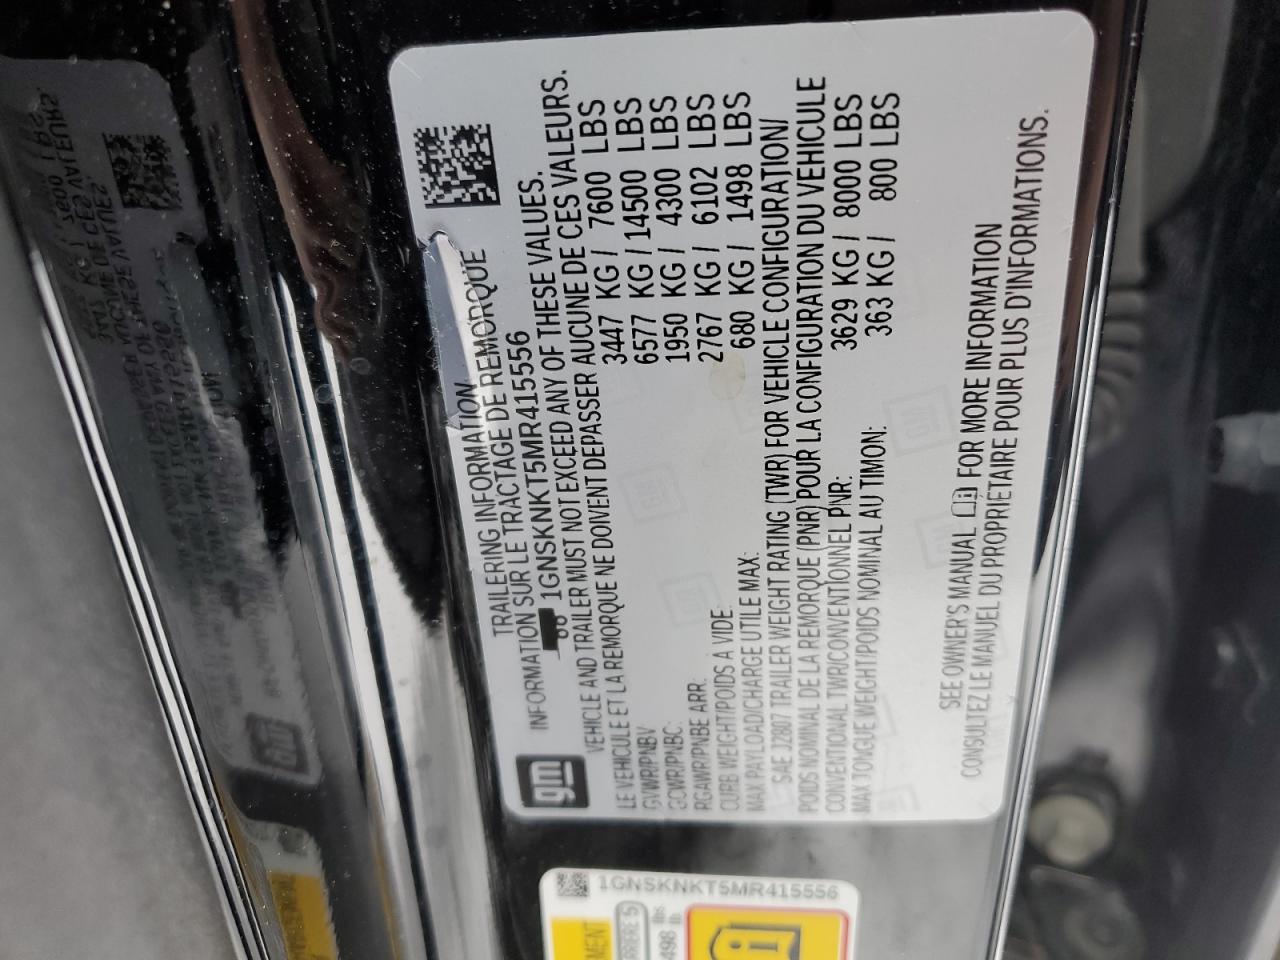 gm
TRAILERING INFORMATION
INFORMATION SUR LE TRACTAGE DE REMORQUE
1GNSKNKT5MR415556
VEHICLE AND TRAILER MUST NOT EXCEED ANY OF THESE VALUES.
LE VEHICULE ET LA REMORQUE NE DOIVENT DEPASSER AUCUNE DE CES VALEURS.
GVWR/PNBV 3447 KG / 7600 LBS
GCWR/PNBC: 6577 KG / 14500 LBS
RGAWR/PNBE ARR: 1950 KG / 4300 LBS
CURB WEIGHT/POIDS A VIDE: 2767 KG / 6102 LBS
MAX PAYLOAD/CHARGE UTILE MAX: 680 KG / 1498 LBS
SAE J2807 TRAILER WEIGHT RATING (TWR) FOR VEHICLE CONFIGURATION/
POIDS NOMINAL DE LA REMORQUE (PNR) POUR LA CONFIGURATION DU VEHICULE
CONVENTIONAL TWR/CONVENTIONNEL PNR: 3629 KG / 8000 LBS
MAX TONGUE WEIGHT/POIDS NOMINAL AU TIMON: 363 KG / 800 LBS
SEE OWNER'S MANUAL FOR MORE INFORMATION
CONSULTEZ LE MANUEL DU PROPRIÉTAIRE POUR PLUS D'INFORMATIONS.
1GNSKNKT5MR415556